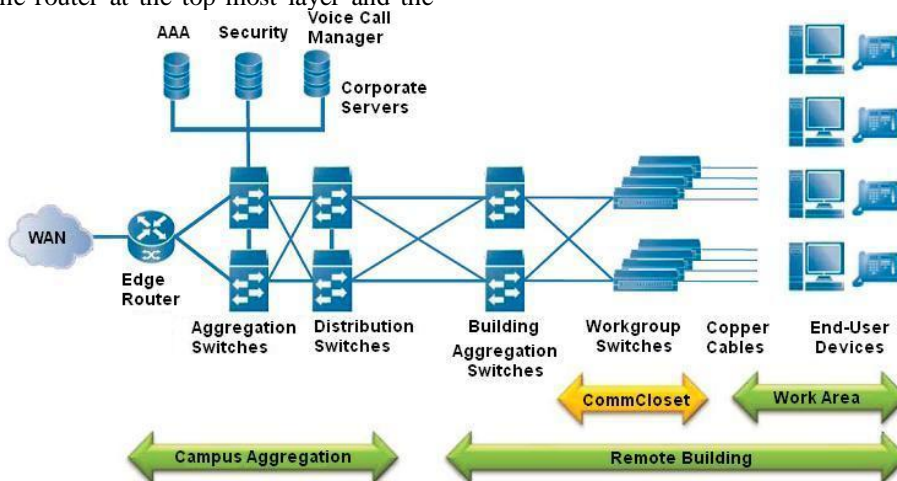 router at the top most layer and the
AAA
Security
Voice Call
Manager
Corporate
Servers
WAN
Edge
Router
Aggregation
Switches
Distribution
Switches
Building
Aggregation
Switches
Workgroup
Switches
Copper
Cables
End-User
Devices
CommCloset
Work Area
Campus Aggregation
Remote Building